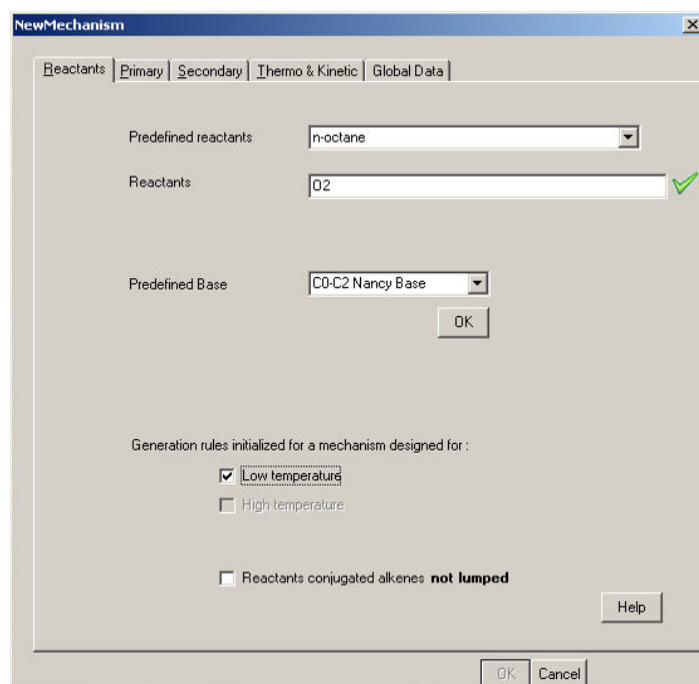 NewMechanism
Reactants Primary Secondary Thermo & Kinetic Global Data
Predefined reactants n-octane
Reactants O2
Predefined Base C0-C2 Nancy Base
OK
Generation rules initialized for a mechanism designed for :
Low temperature
High temperature
Reactants conjugated alkenes not lumped
Help
OK Cancel